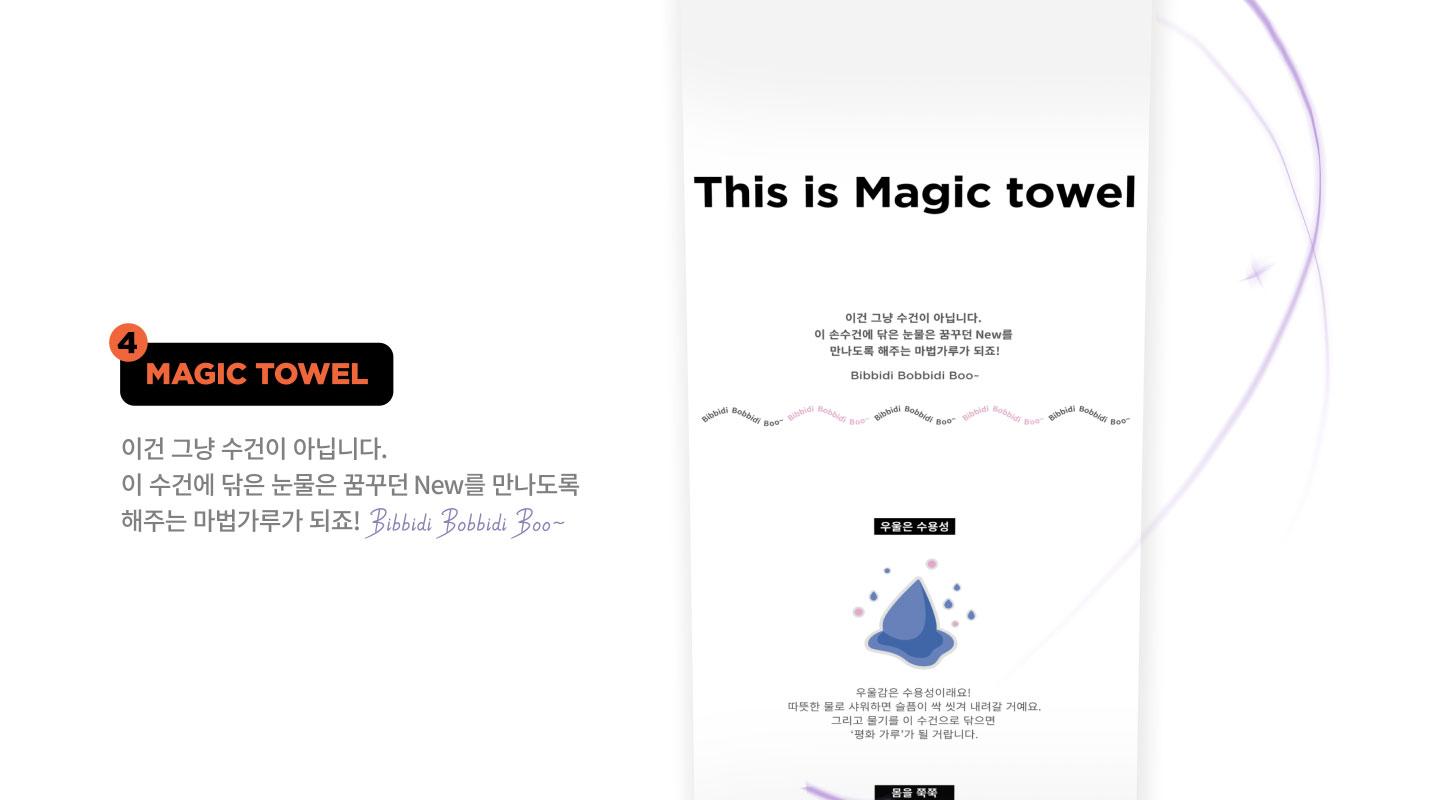 4
MAGIC TOWEL
이건 그냥 수건이 아닙니다.
이 수건에 닦은 눈물은 꿈꾸던 New를 만나도록
해주는 마법가루가 되죠! Bibbidi Bobbidi Boo~
This is Magic towel
이건 그냥 수건이 아닙니다.
이 손수건에 닦은 눈물은 꿈꾸던 New를
만나도록 해주는 마법가루가 되죠!
Bibbidi Bobbidi Boo~
Bibbidi Bobbidi Boo~ Bibbidi Bobbidi Boo~ Bibbidi Bobbidi Boo~ Bibbidi Bobbidi Boo~ Bibbidi Bobbidi Boo~
우울은 수용성
우울감은 수용성이래요!
따뜻한 물로 샤워하면 슬픔이 싹 씻겨 내려갈 거예요.
그리고 물기를 이 수건으로 닦으면
‘평화 가루’가 될 거랍니다.
몸을 쭉쭉